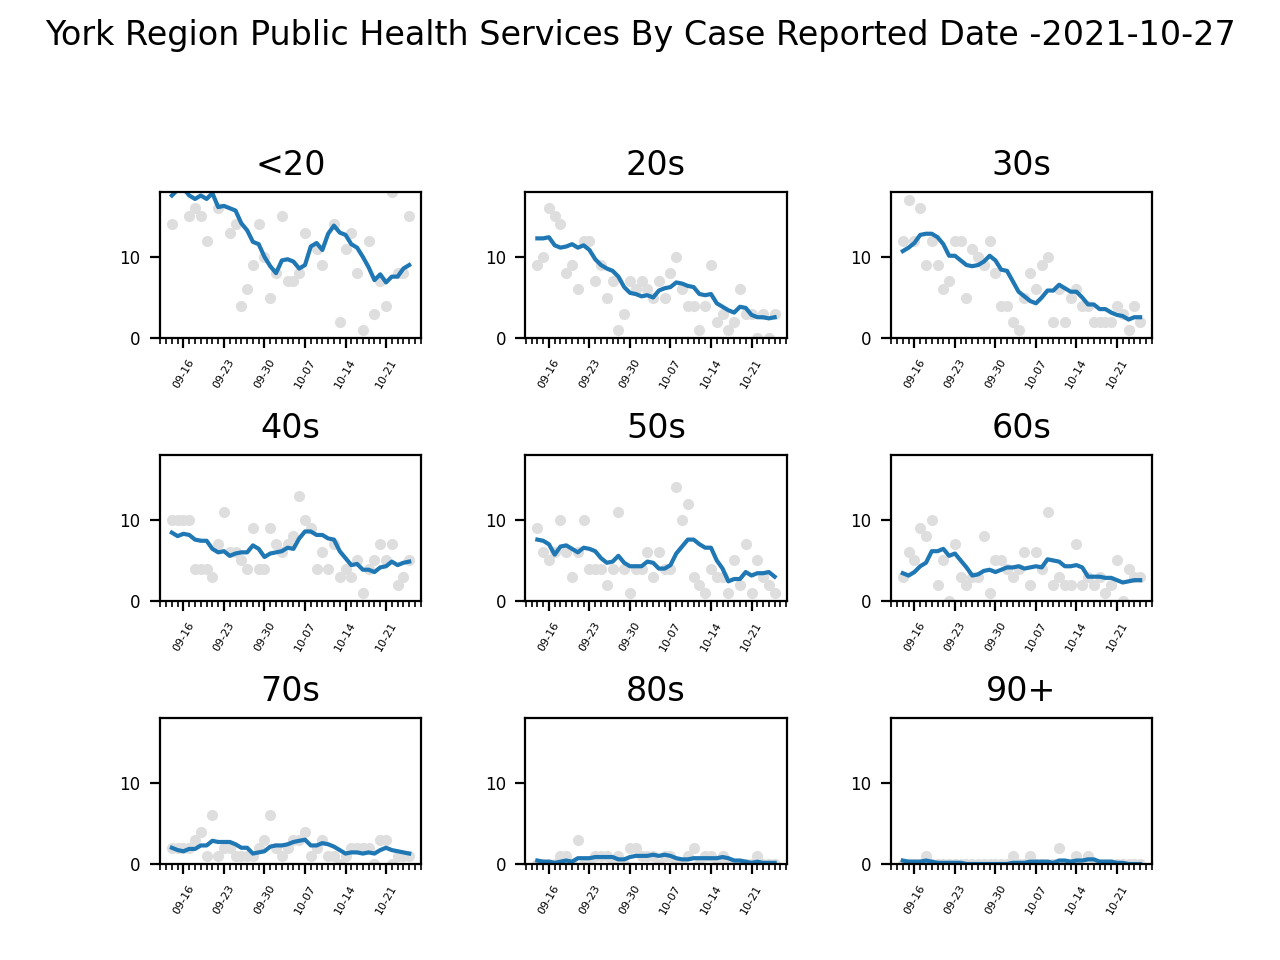 York Region Public Health Services By Case Reported Date -2021-10-27
<20 20s 30s
10 10 10
0 0 0
09-16 09-23 09-30 10-07 10-14 10-21 09-16 09-23 09-30 10-07 10-14 10-21 09-16 09-23 09-30 10-07 10-14 10-21
40s 50s 60s
10 10 10
0 0 0
09-16 09-23 09-30 10-07 10-14 10-21 09-16 09-23 09-30 10-07 10-14 10-21 09-16 09-23 09-30 10-07 10-14 10-21
70s 80s 90+
10 10 10
0 0 0
09-16 09-23 09-30 10-07 10-14 10-21 09-16 09-23 09-30 10-07 10-14 10-21 09-16 09-23 09-30 10-07 10-14 10-21